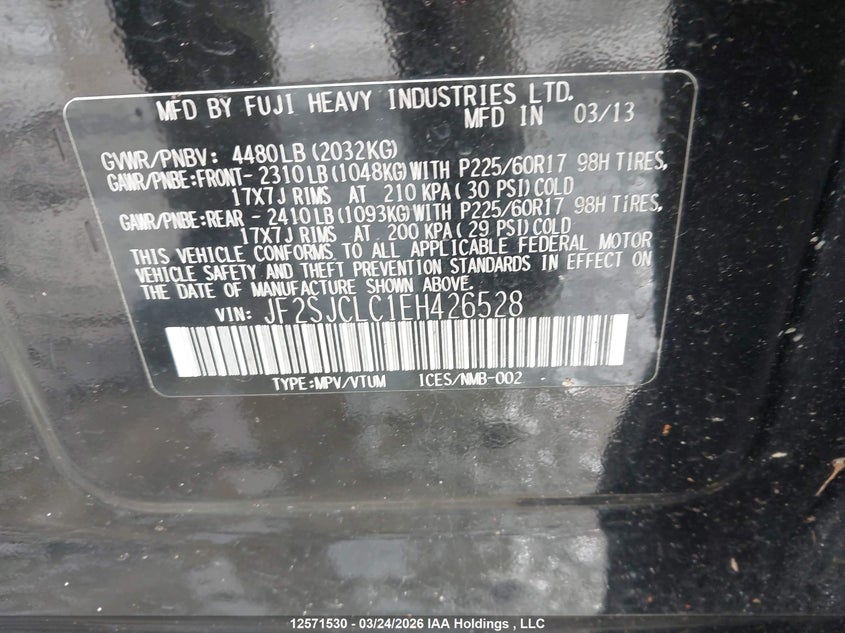 MFD BY FUJI HEAVY INDUSTRIES LTD.
MFD IN 03/13
GVWR/PNBV: 4480LB(2032KG)
GAWR/PNBE:FRONT- 2310LB(1048KG)WITH P225/60R17 98H TIRES,
17X7J RIMS AT 210 KPA(30 PSI)COLD
GAWR/PNBE:REAR - 2410LB(1093KG)WITH P225/60R17 98H TIRES,
17X7J RIMS AT 200 KPA(29 PSI)COLD
THIS VEHICLE CONFORMS TO ALL APPLICABLE FEDERAL MOTOR
VEHICLE SAFETY AND THEFT PREVENTION STANDARDS IN EFFECT ON
THE DATE OF MANUFACTURE SHOWN ABOVE.
VIN: JF2SJCLC1EH426528
TYPE:MPV/VTUM ICES/NMB-002
12571530 - 03/24/2026 IAA Holdings , LLC